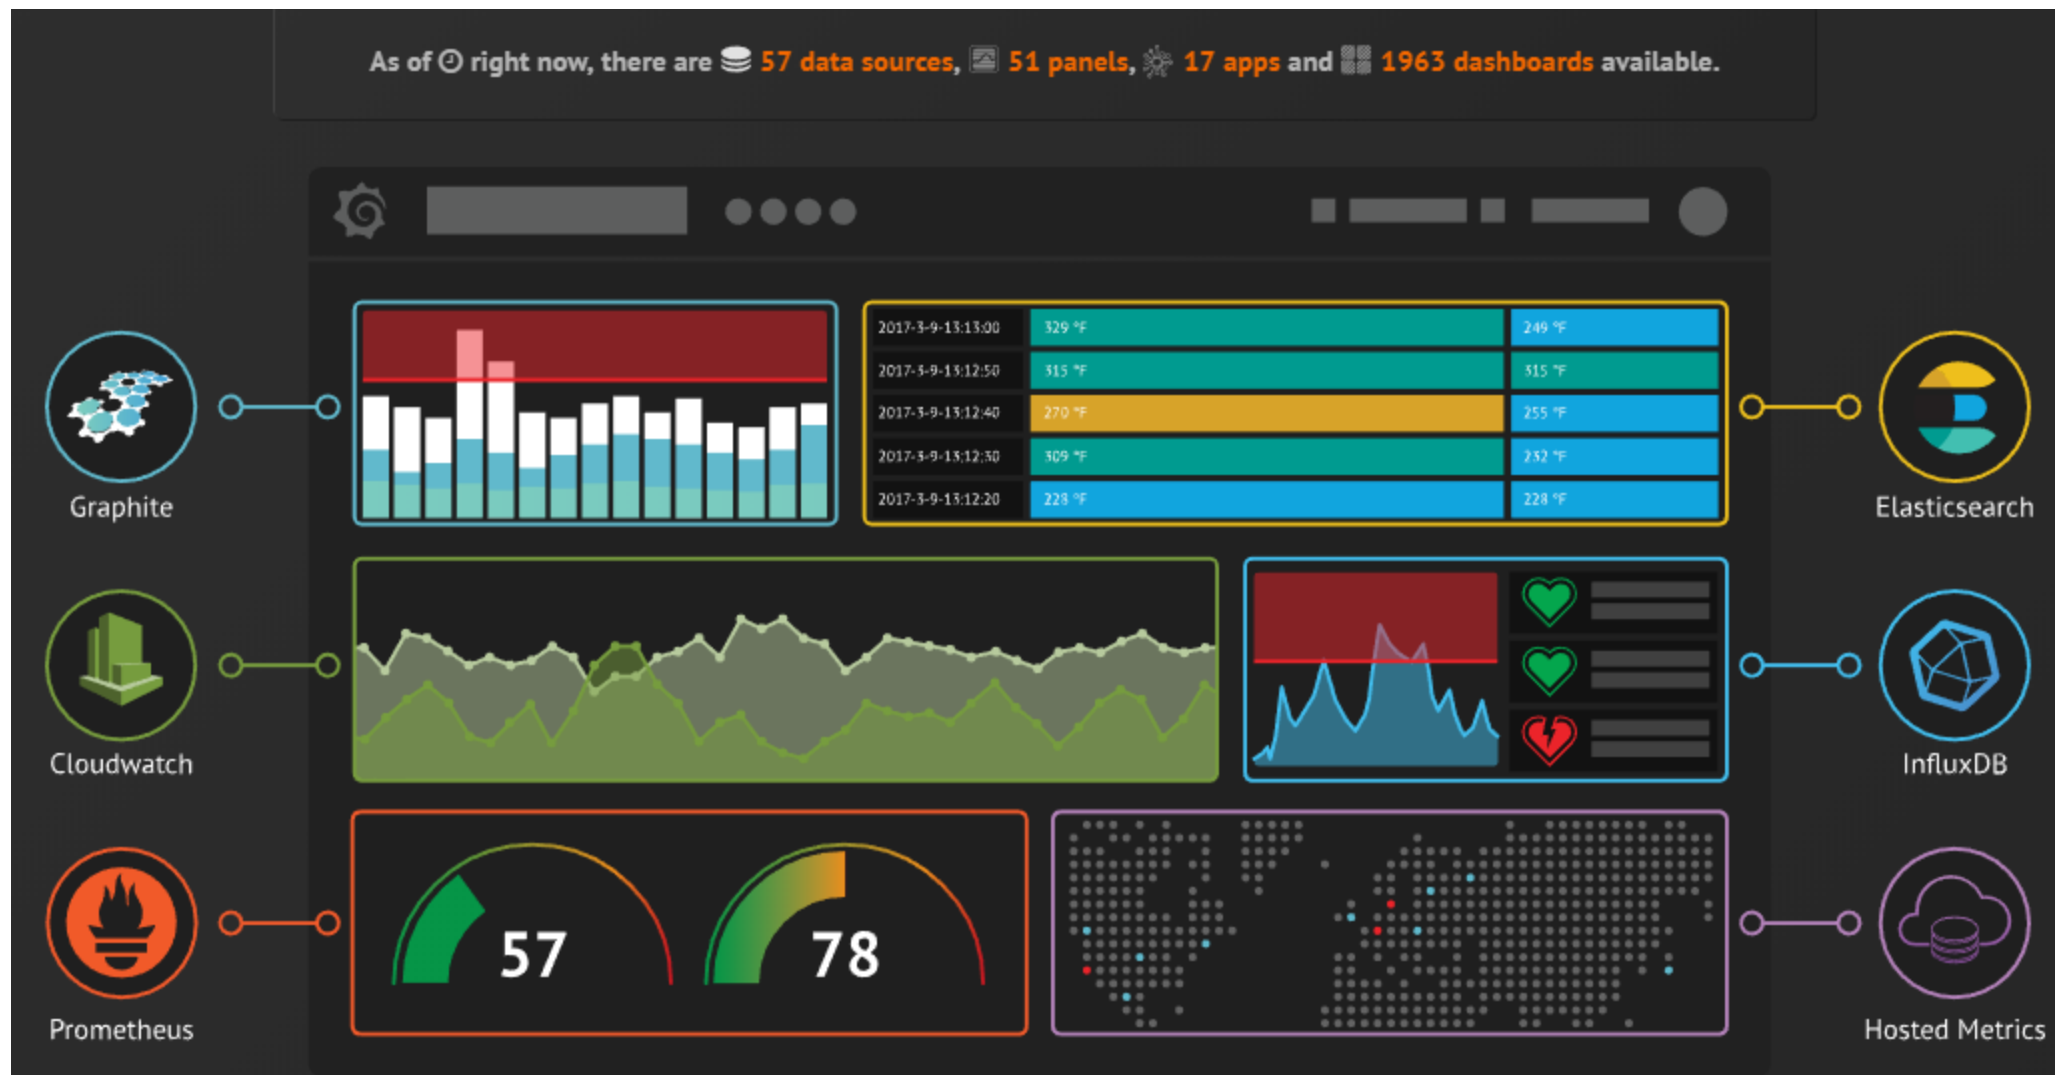 As of right now, there are 57 data sources, 51 panels, 17 apps and 1963 dashboards available.
2017-3-9-13:13:00 329 °F 249 °F
2017-3-9-13:12:50 315 °F 315 °F
2017-3-9-13:12:40 270 °F 255 °F
2017-3-9-13:12:30 309 °F 232 °F
2017-3-9-13:12:20 228 °F 228 °F
Graphite
Elasticsearch
Cloudwatch
InfluxDB
57 78
Prometheus
Hosted Metrics